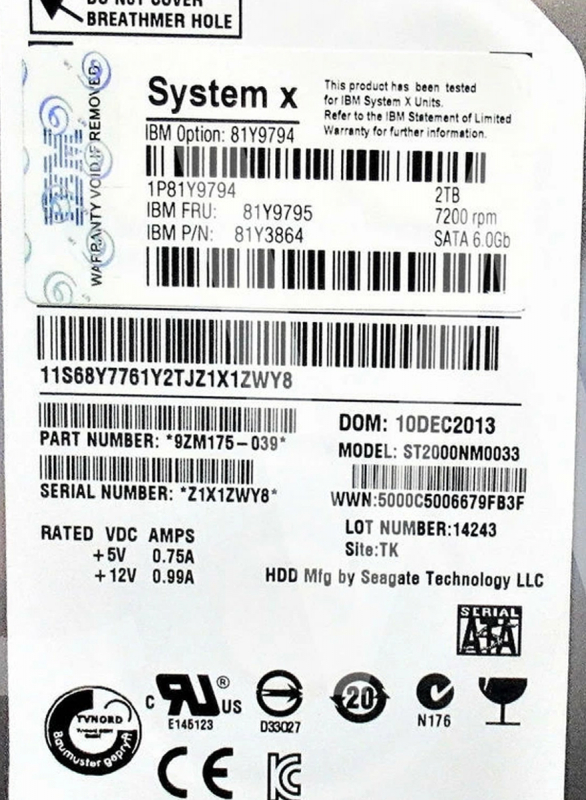 DO NOT COVER
BREATHMER HOLE
WARRANTY VOID IF REMOVED
IBM
System x
This product has been tested
for IBM System X Units.
Refer to the IBM Statement of Limited
Warranty for further information.
IBM Option: 81Y9794
1P81Y9794
2TB
IBM FRU: 81Y9795
7200 rpm
IBM P/N: 81Y3864
SATA 6.0Gb
11S68Y7761Y2TJZ1X1ZWY8
PART NUMBER: *9ZM175-039*
DOM: 10DEC2013
MODEL: ST2000NM0033
SERIAL NUMBER: *Z1X1ZWY8*
WWN:5000C5006679FB3F
RATED VDC AMPS
+5V 0.75A
+12V 0.99A
LOT NUMBER:14243
Site:TK
HDD Mfg by Seagate Technology LLC
SERIAL
ATA
TVNORD
Baumuster geprüft
C RU US ®
E145123
D33027
20
N176
CE
KC